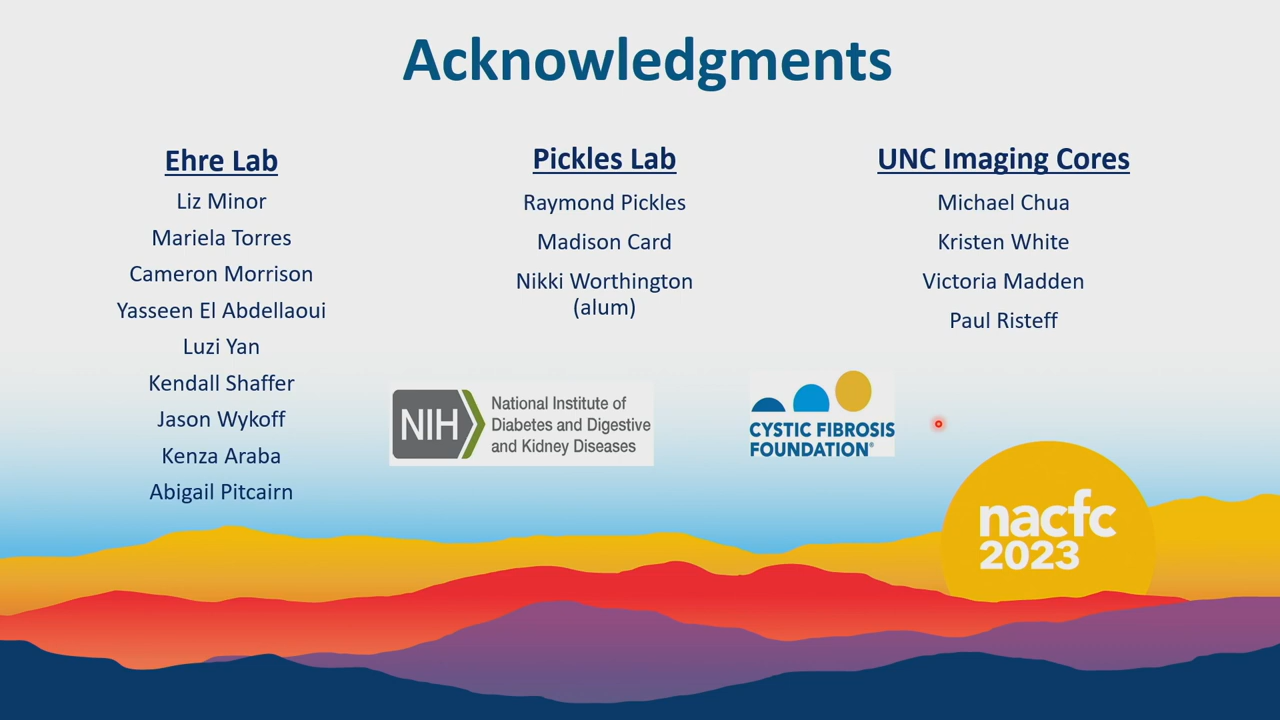 Acknowledgments
Ehre Lab
Liz Minor
Mariela Torres
Cameron Morrison
Yasseen El Abdellaoui
Luzi Yan
Kendall Shaffer
Jason Wykoff
Kenza Araba
Abigail Pitcairn
Pickles Lab
Raymond Pickles
Madison Card
Nikki Worthington
(alum)
UNC Imaging Cores
Michael Chua
Kristen White
Victoria Madden
Paul Risteff
NIH
National Institute of
Diabetes and Digestive
and Kidney Diseases
CYSTIC FIBROSIS
FOUNDATION®
nacfc
2023